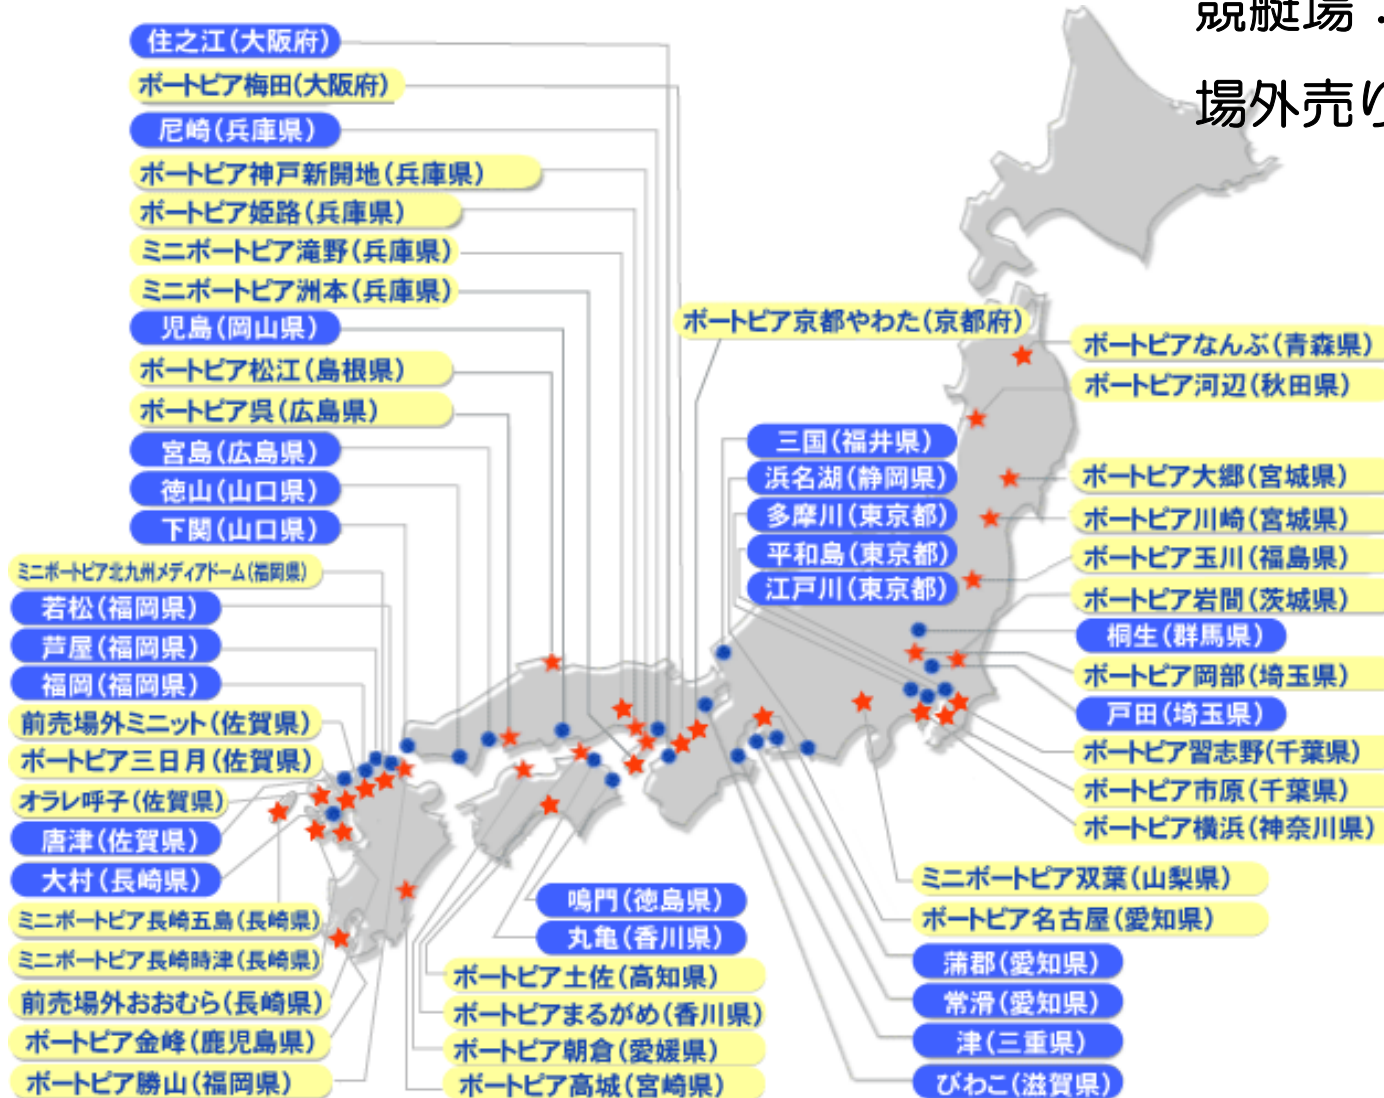 競艇場
場外売り
住之江(大阪府)
ボートピア梅田(大阪府)
尼崎(兵庫県)
ボートピア神戸新開地(兵庫県)
ボートピア姫路(兵庫県)
ミニボートピア滝野(兵庫県)
ミニボートピア洲本(兵庫県)
児島(岡山県)
ボートピア松江(島根県)
ボートピア呉(広島県)
宮島(広島県)
徳山(山口県)
下関(山口県)
ミニボートピア北九州メディアドーム(福岡県)
若松(福岡県)
芦屋(福岡県)
福岡(福岡県)
前売場外ミニット(佐賀県)
ボートピア三日月(佐賀県)
オラレ呼子(佐賀県)
唐津(佐賀県)
大村(長崎県)
ミニボートピア長崎五島(長崎県)
ミニボートピア長崎時津(長崎県)
前売場外おおむら(長崎県)
ボートピア金峰(鹿児島県)
ボートピア勝山(福岡県)
ボートピア京都やわた(京都府)
三国(福井県)
浜名湖(静岡県)
多摩川(東京都)
平和島(東京都)
江戸川(東京都)
鳴門(徳島県)
丸亀(香川県)
ボートピア土佐(高知県)
ボートピアまるがめ(香川県)
ボートピア朝倉(愛媛県)
ボートピア高城(宮崎県)
ボートピアなんぶ(青森県)
ボートピア河辺(秋田県)
ボートピア大郷(宮城県)
ボートピア川崎(宮城県)
ボートピア玉川(福島県)
ボートピア岩間(茨城県)
桐生(群馬県)
ボートピア岡部(埼玉県)
戸田(埼玉県)
ボートピア習志野(千葉県)
ボートピア市原(千葉県)
ボートピア横浜(神奈川県)
ミニボートピア双葉(山梨県)
ボートピア名古屋(愛知県)
蒲郡(愛知県)
常滑(愛知県)
津(三重県)
びわこ(滋賀県)